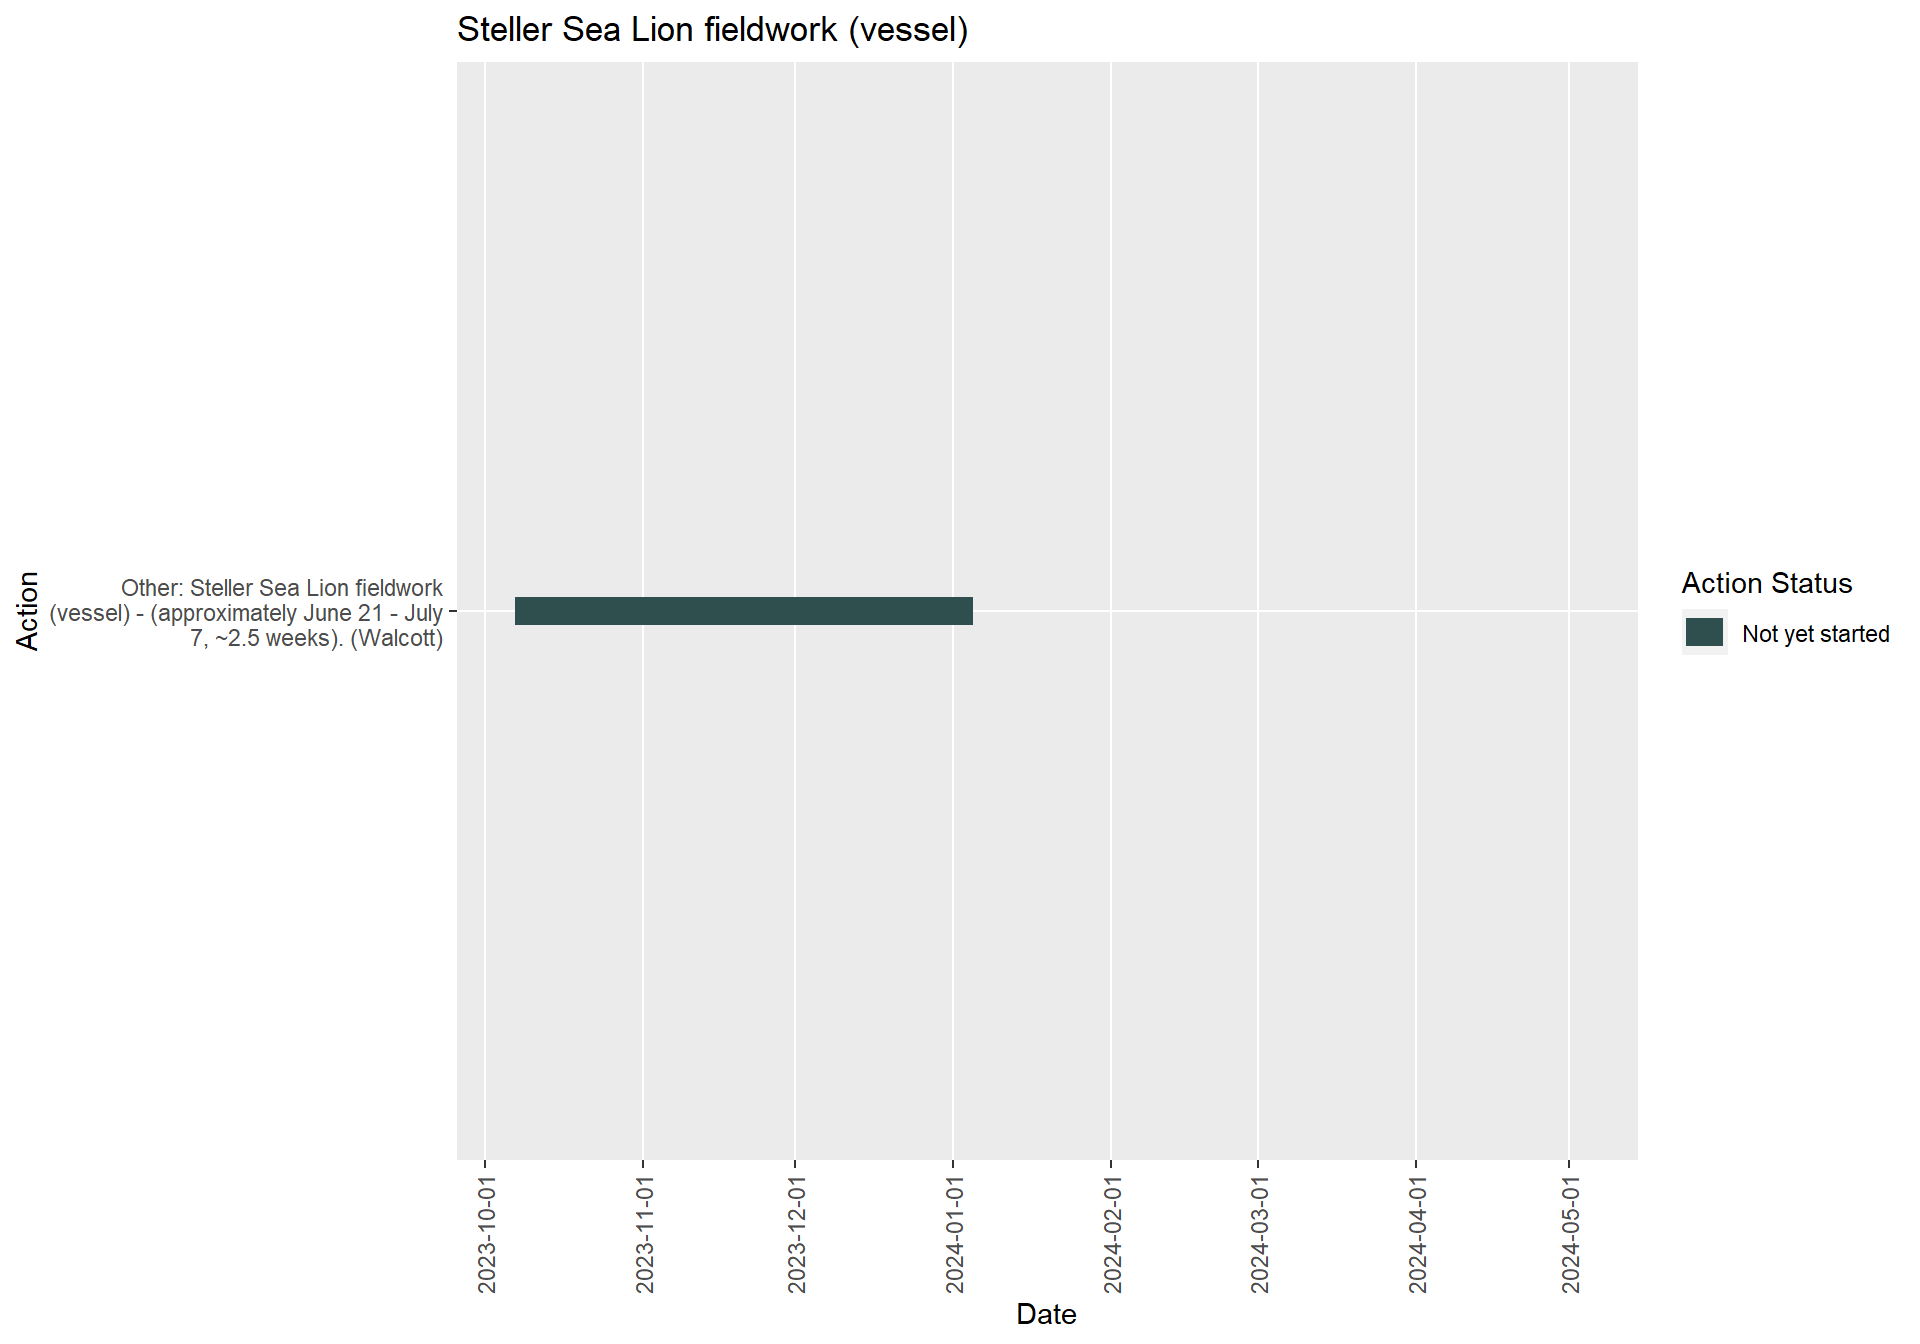 Steller Sea Lion fieldwork (vessel)
Action
Other: Steller Sea Lion fieldwork
(vessel) - (approximately June 21 - July
7, ~2.5 weeks). (Walcott)
Action Status
Not yet started
2023-10-01
2023-11-01
2023-12-01
2024-01-01
2024-02-01
2024-03-01
2024-04-01
2024-05-01
Date